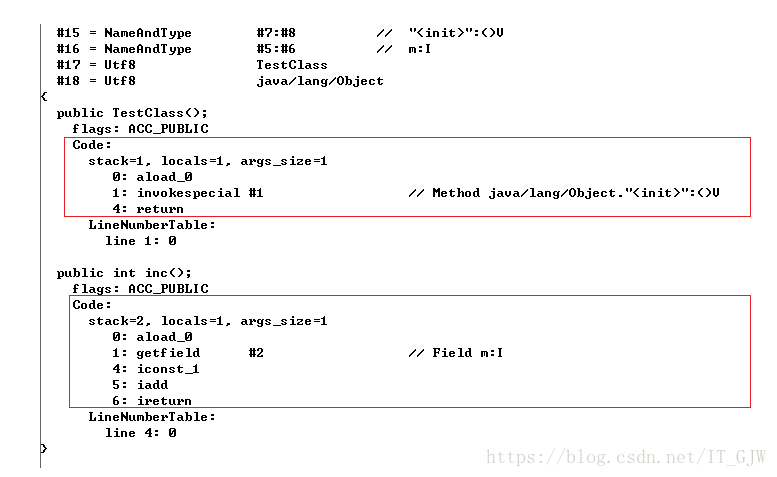 #15 = NameAndType        #7:#8          //  "<init>":()V
#16 = NameAndType        #5:#6          //  m:I
#17 = Utf8               TestClass
#18 = Utf8               java/lang/Object
{
  public TestClass();
    flags: ACC_PUBLIC
    Code:
      stack=1, locals=1, args_size=1
         0: aload_0
         1: invokespecial #1                  // Method java/lang/Object."<init>":()V
         4: return
      LineNumberTable:
        line 1: 0
  public int inc();
    flags: ACC_PUBLIC
    Code:
      stack=2, locals=1, args_size=1
         0: aload_0
         1: getfield      #2                  // Field m:I
         4: iconst_1
         5: iadd
         6: ireturn
      LineNumberTable:
        line 4: 0
}
https://blog.csdn.net/IT_GJW